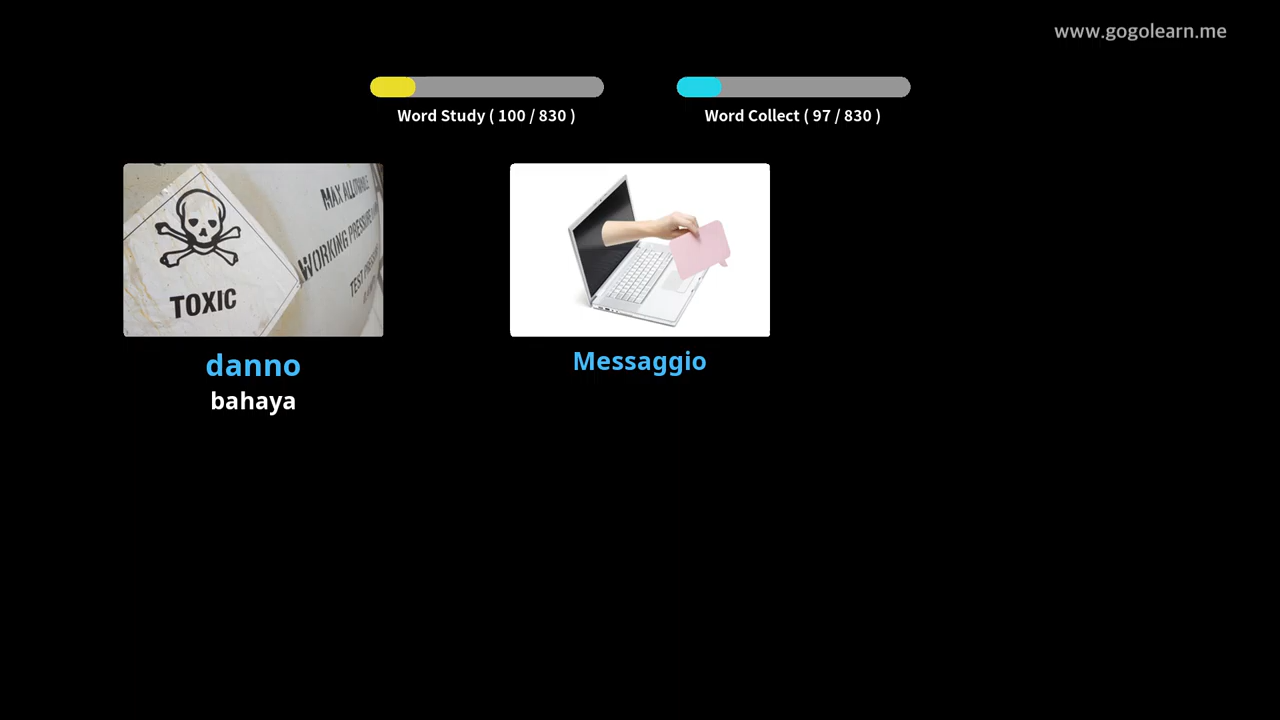 www.gogolearn.me
Word Study ( 100 / 830 )
Word Collect ( 97 / 830 )
MAX ALLOWABLE
WORKING PRESSURE
TEST
TOXIC
danno
bahaya
Messaggio